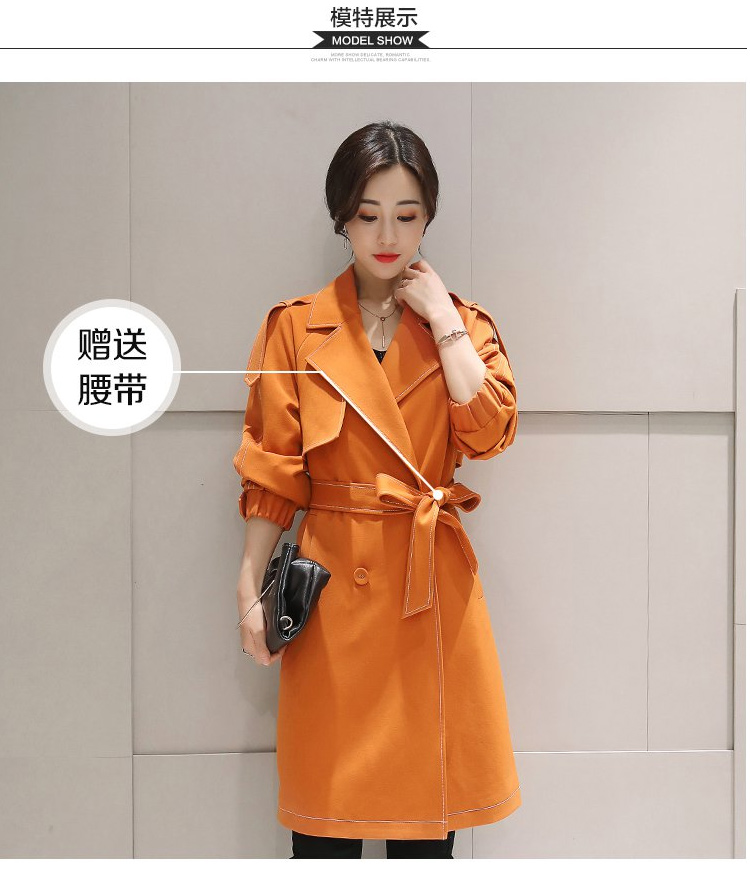 模特展示
MODEL SHOW
MORE SHOW DELICATE, ROMANTIC
CHARM WITH INTELLECTUAL BEARING CAPABILITIES
赠送
腰带